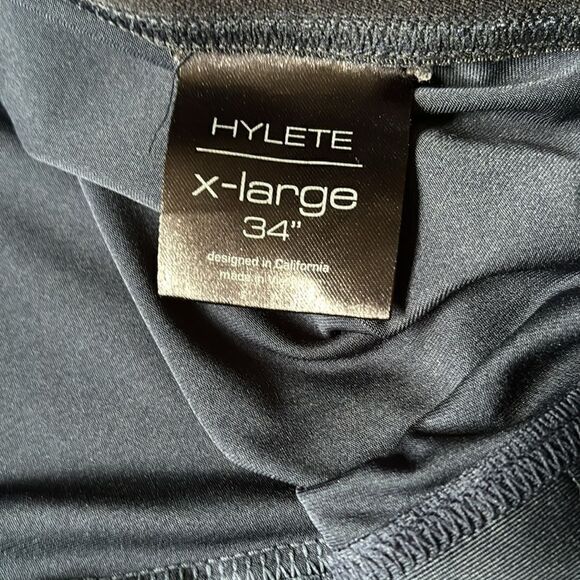 HYLETE
x-large
34"
designed in California
made in